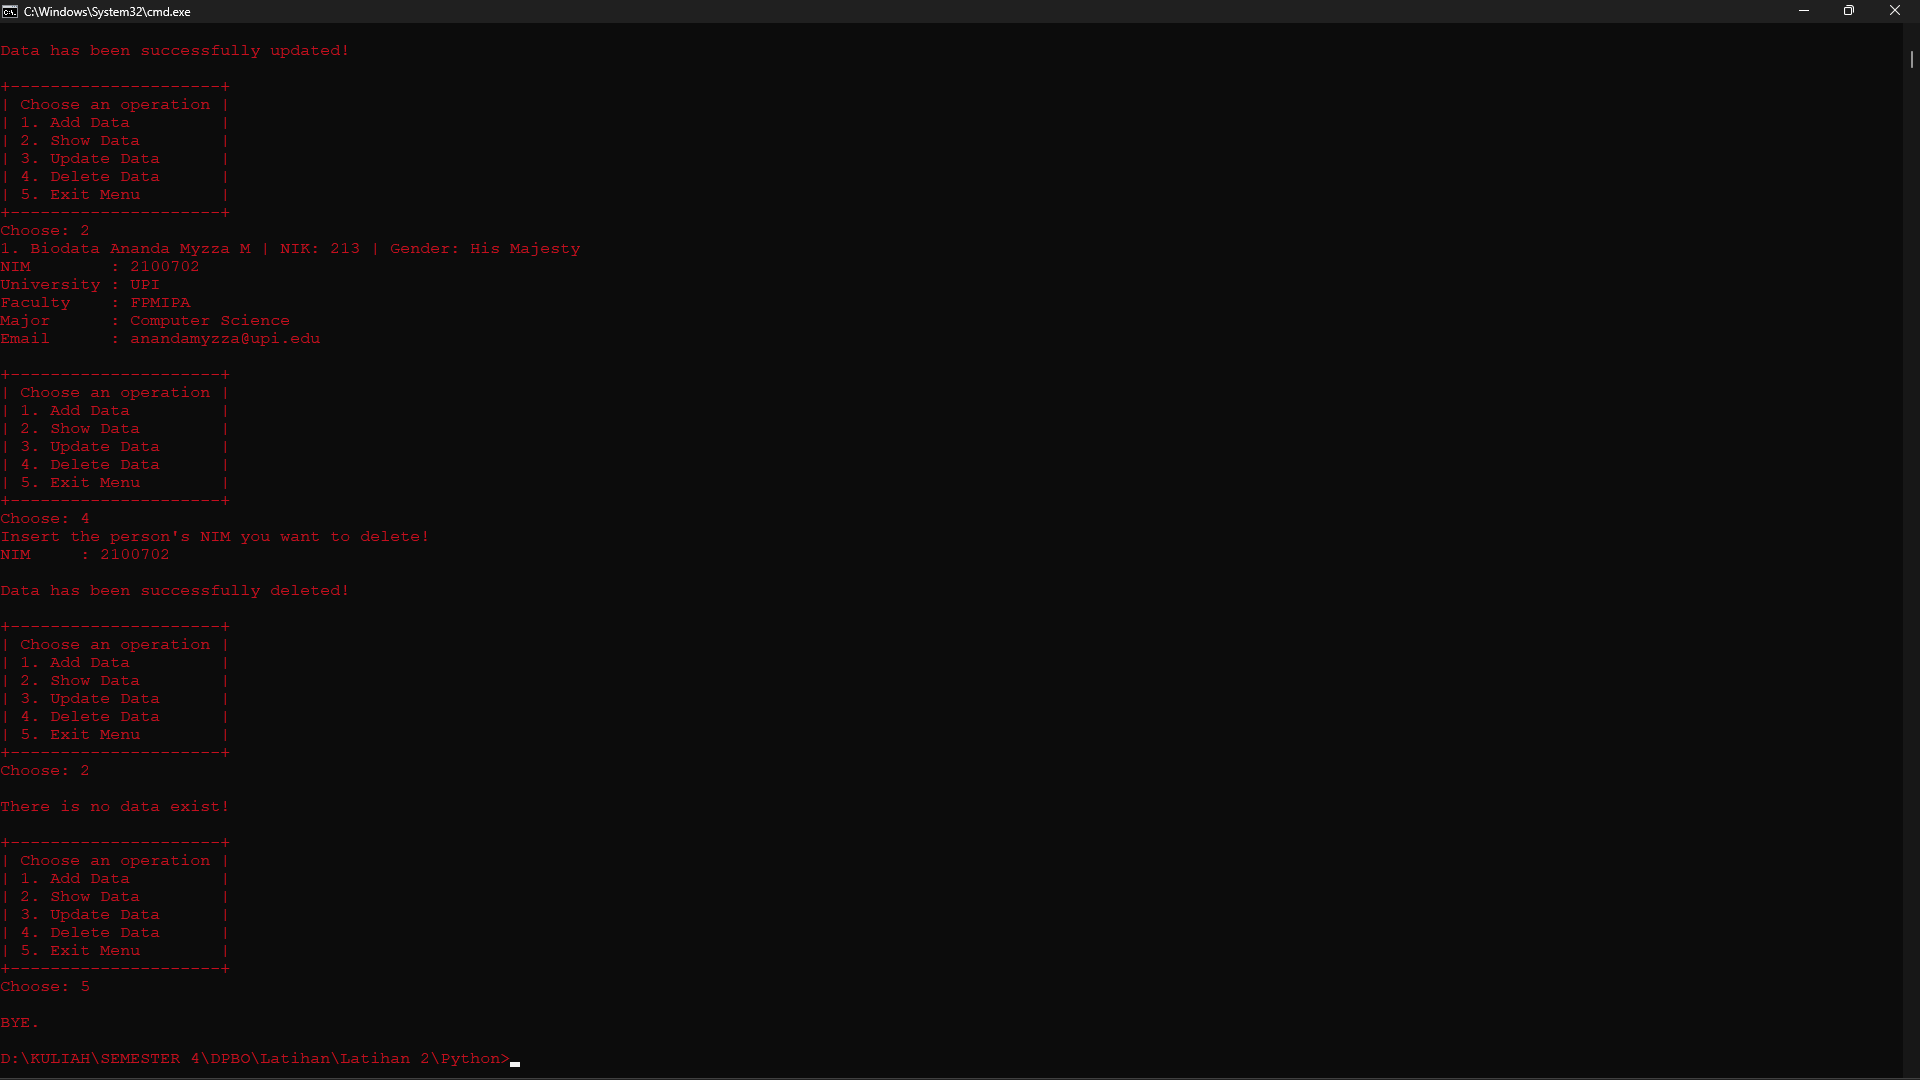 C:\Windows\System32\cmd.exe
Data has been successfully updated!
+---------------------+
| Choose an operation |
| 1. Add Data         |
| 2. Show Data        |
| 3. Update Data      |
| 4. Delete Data      |
| 5. Exit Menu        |
+---------------------+
Choose: 2
1. Biodata Ananda Myzza M | NIK: 213 | Gender: His Majesty
NIM        : 2100702
University : UPI
Faculty    : FPMIPA
Major      : Computer Science
Email      : anandamyzza@upi.edu
+---------------------+
| Choose an operation |
| 1. Add Data         |
| 2. Show Data        |
| 3. Update Data      |
| 4. Delete Data      |
| 5. Exit Menu        |
+---------------------+
Choose: 4
Insert the person's NIM you want to delete!
NIM     : 2100702
Data has been successfully deleted!
+---------------------+
| Choose an operation |
| 1. Add Data         |
| 2. Show Data        |
| 3. Update Data      |
| 4. Delete Data      |
| 5. Exit Menu        |
+---------------------+
Choose: 2
There is no data exist!
+---------------------+
| Choose an operation |
| 1. Add Data         |
| 2. Show Data        |
| 3. Update Data      |
| 4. Delete Data      |
| 5. Exit Menu        |
+---------------------+
Choose: 5
BYE.
D:\KULIAH\SEMESTER 4\DPBO\Latihan\Latihan 2\Python>